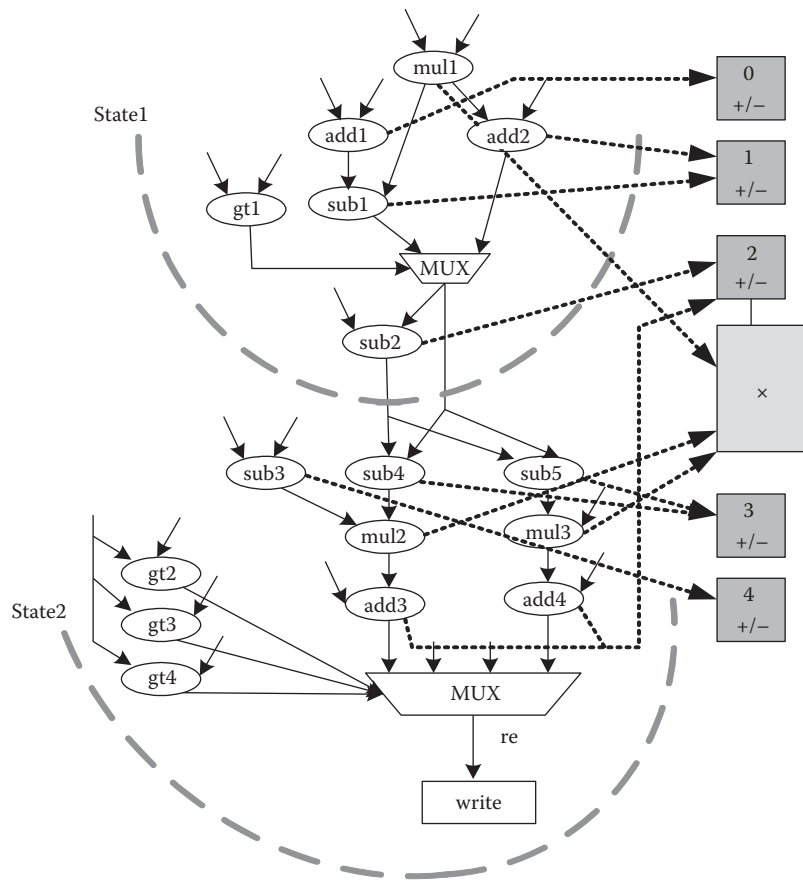 mul1
0
+/−
State1
add1
add2
1
+/−
gt1
sub1
MUX
2
+/−
sub2
×
sub3
sub4
sub5
3
+/−
mul2
mul3
gt2
4
+/−
State2
add3
add4
gt3
gt4
MUX
re
write